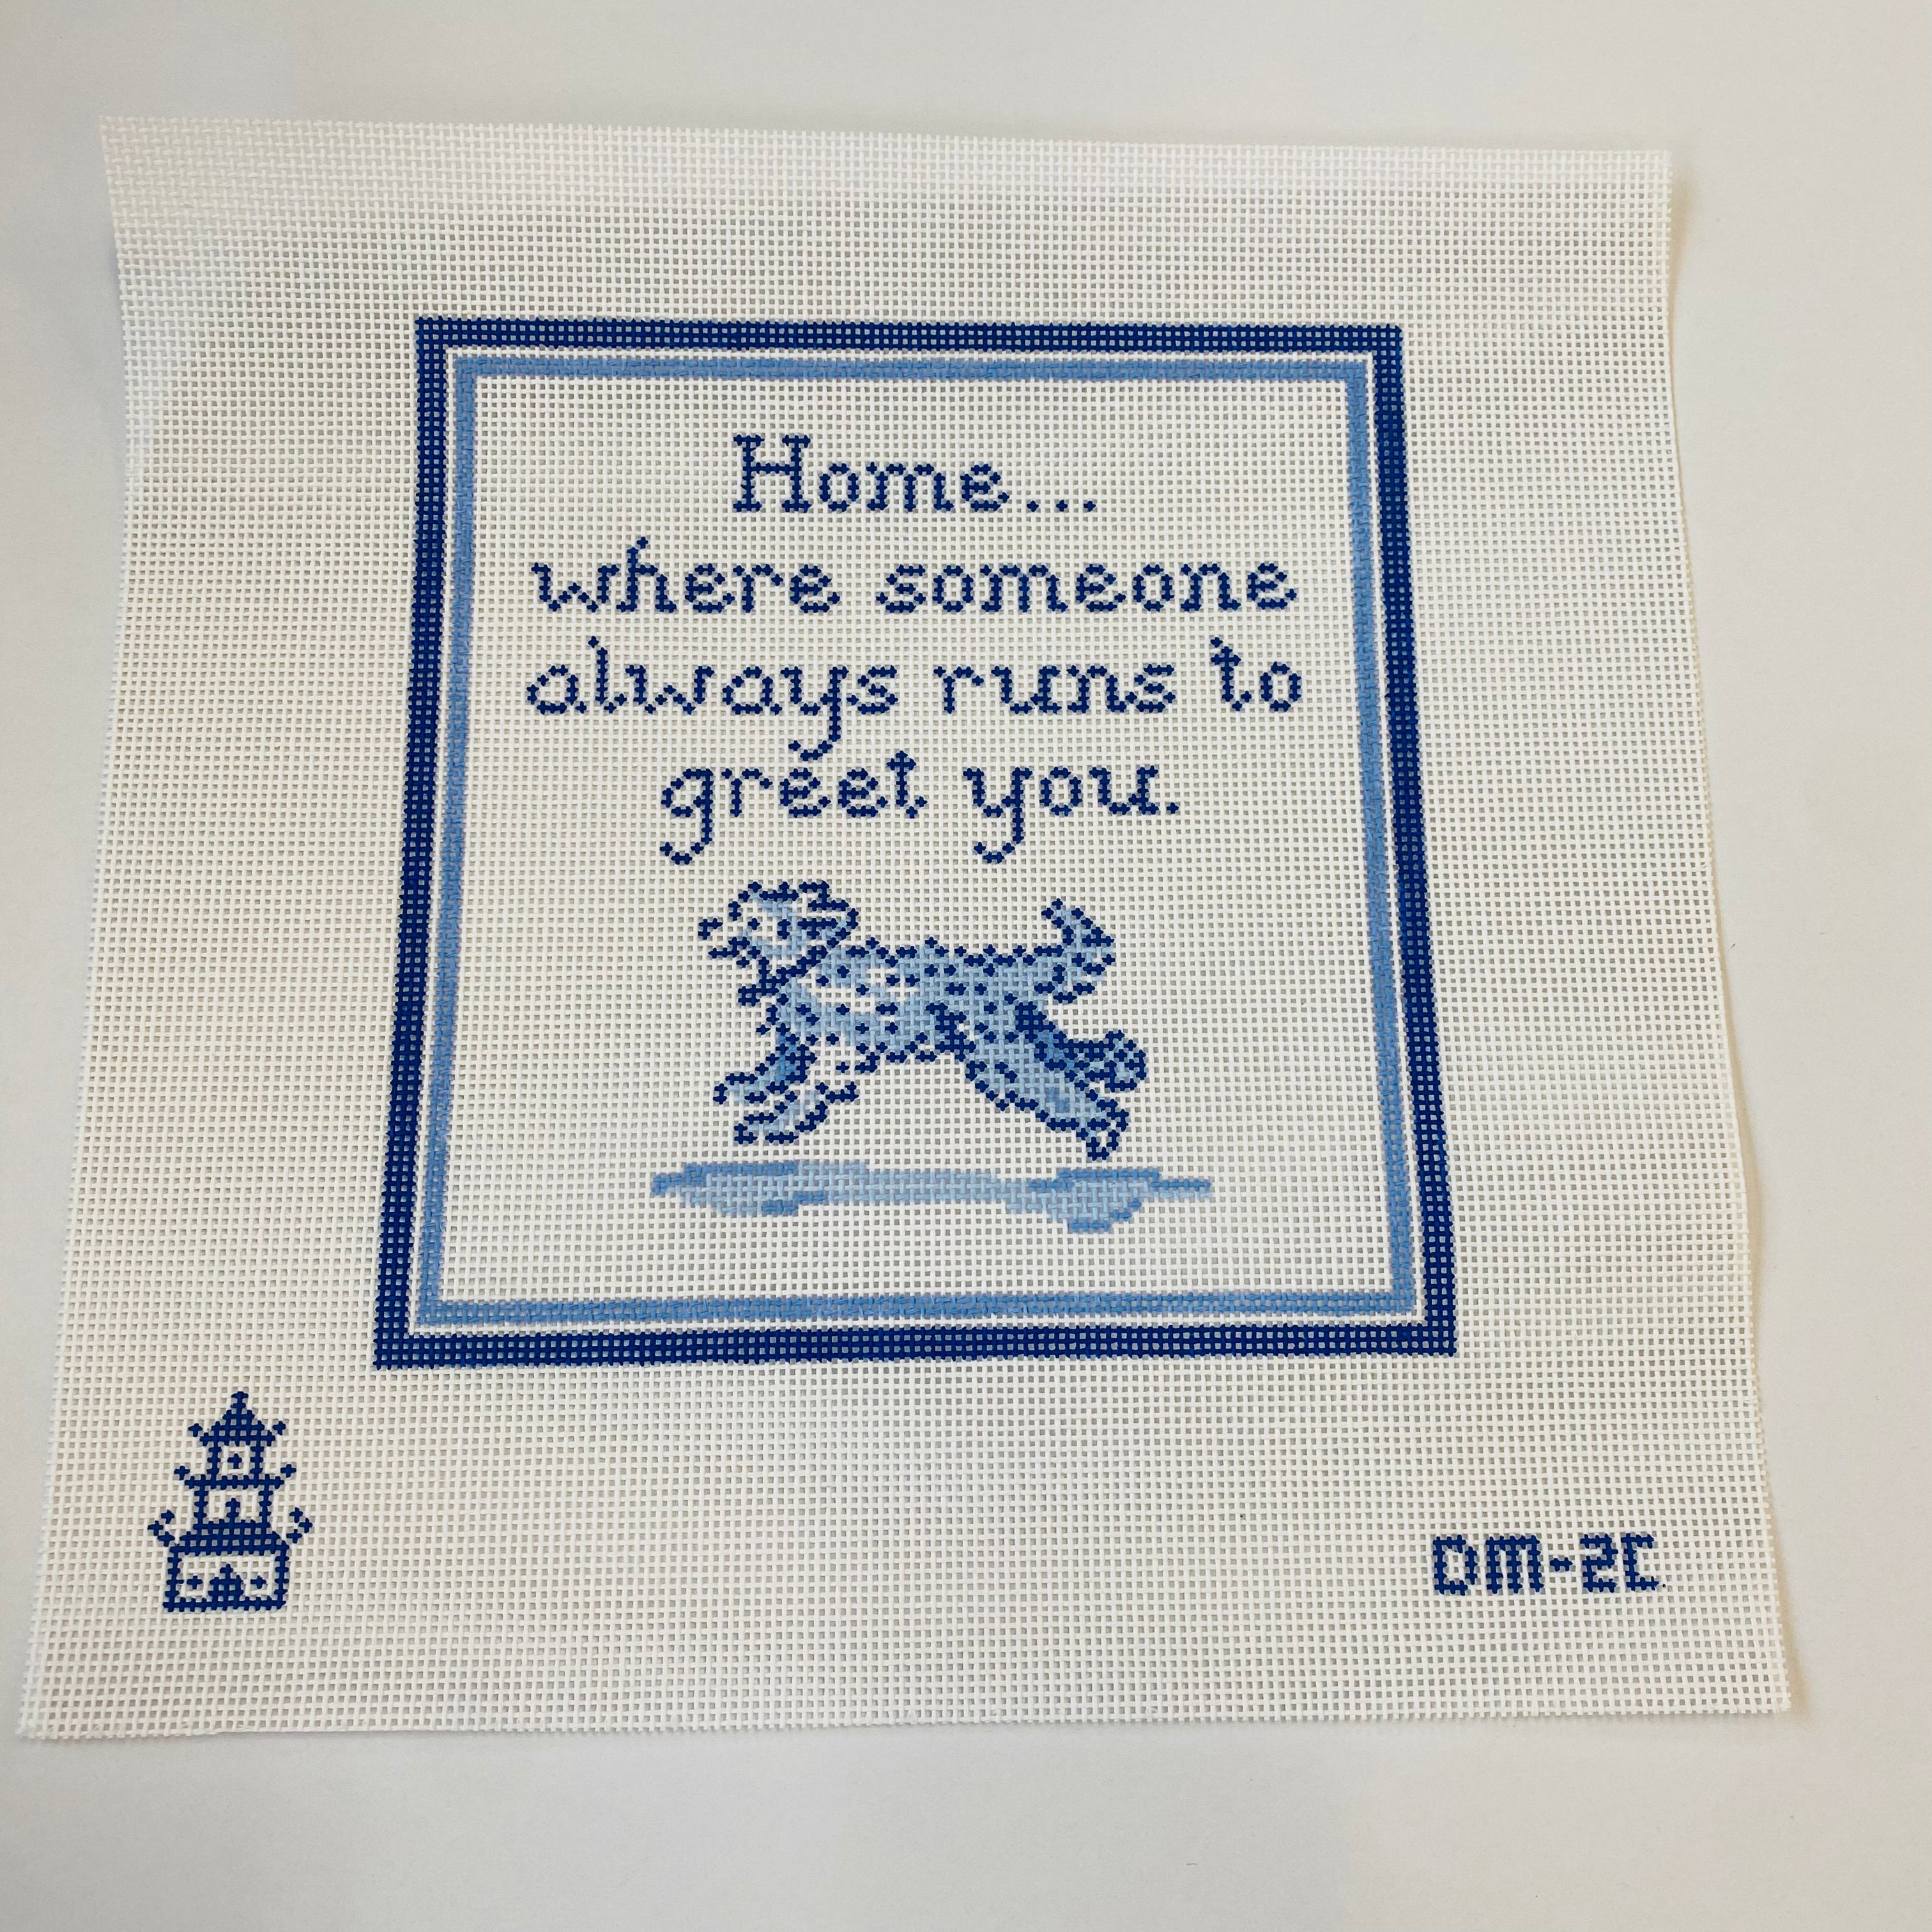 Home...
where someone
always runs to
greet you.
DM-2C